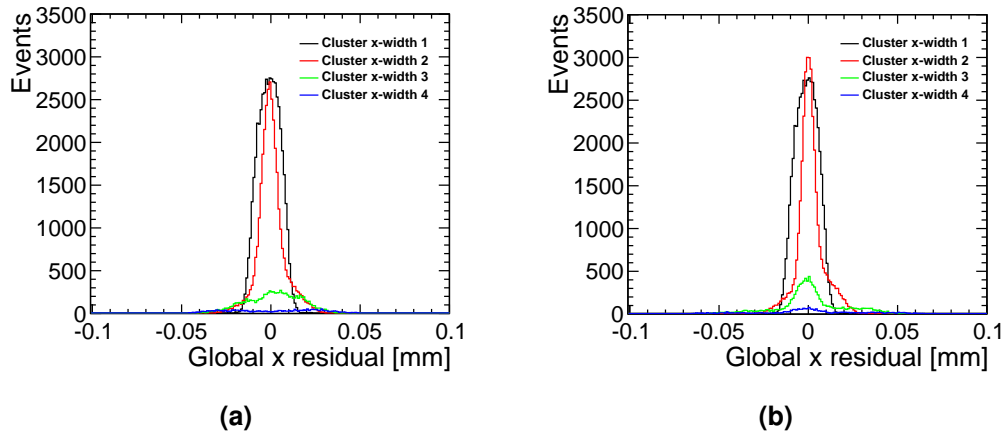 3500
3000
2500
2000
1500
1000
500
0
Events
Cluster x-width 1
Cluster x-width 2
Cluster x-width 3
Cluster x-width 4
-0.1 -0.05 0 0.05 0.1
Global x residual [mm]
(a)
3500
3000
2500
2000
1500
1000
500
0
Events
Cluster x-width 1
Cluster x-width 2
Cluster x-width 3
Cluster x-width 4
-0.1 -0.05 0 0.05 0.1
Global x residual [mm]
(b)